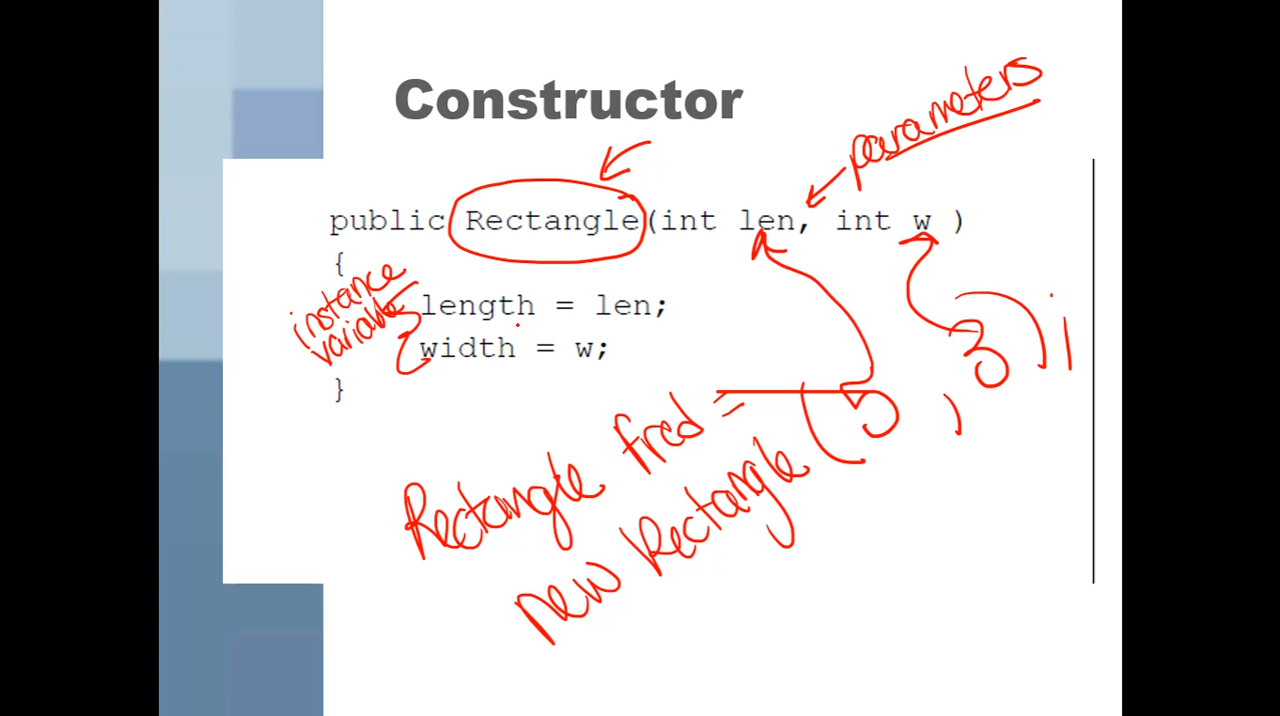 Constructor
parameters
public Rectangle(int len, int w )
{
instance
variable
length = len;
width = w;
}
Rectangle fred =
new Rectangle (5, 3);